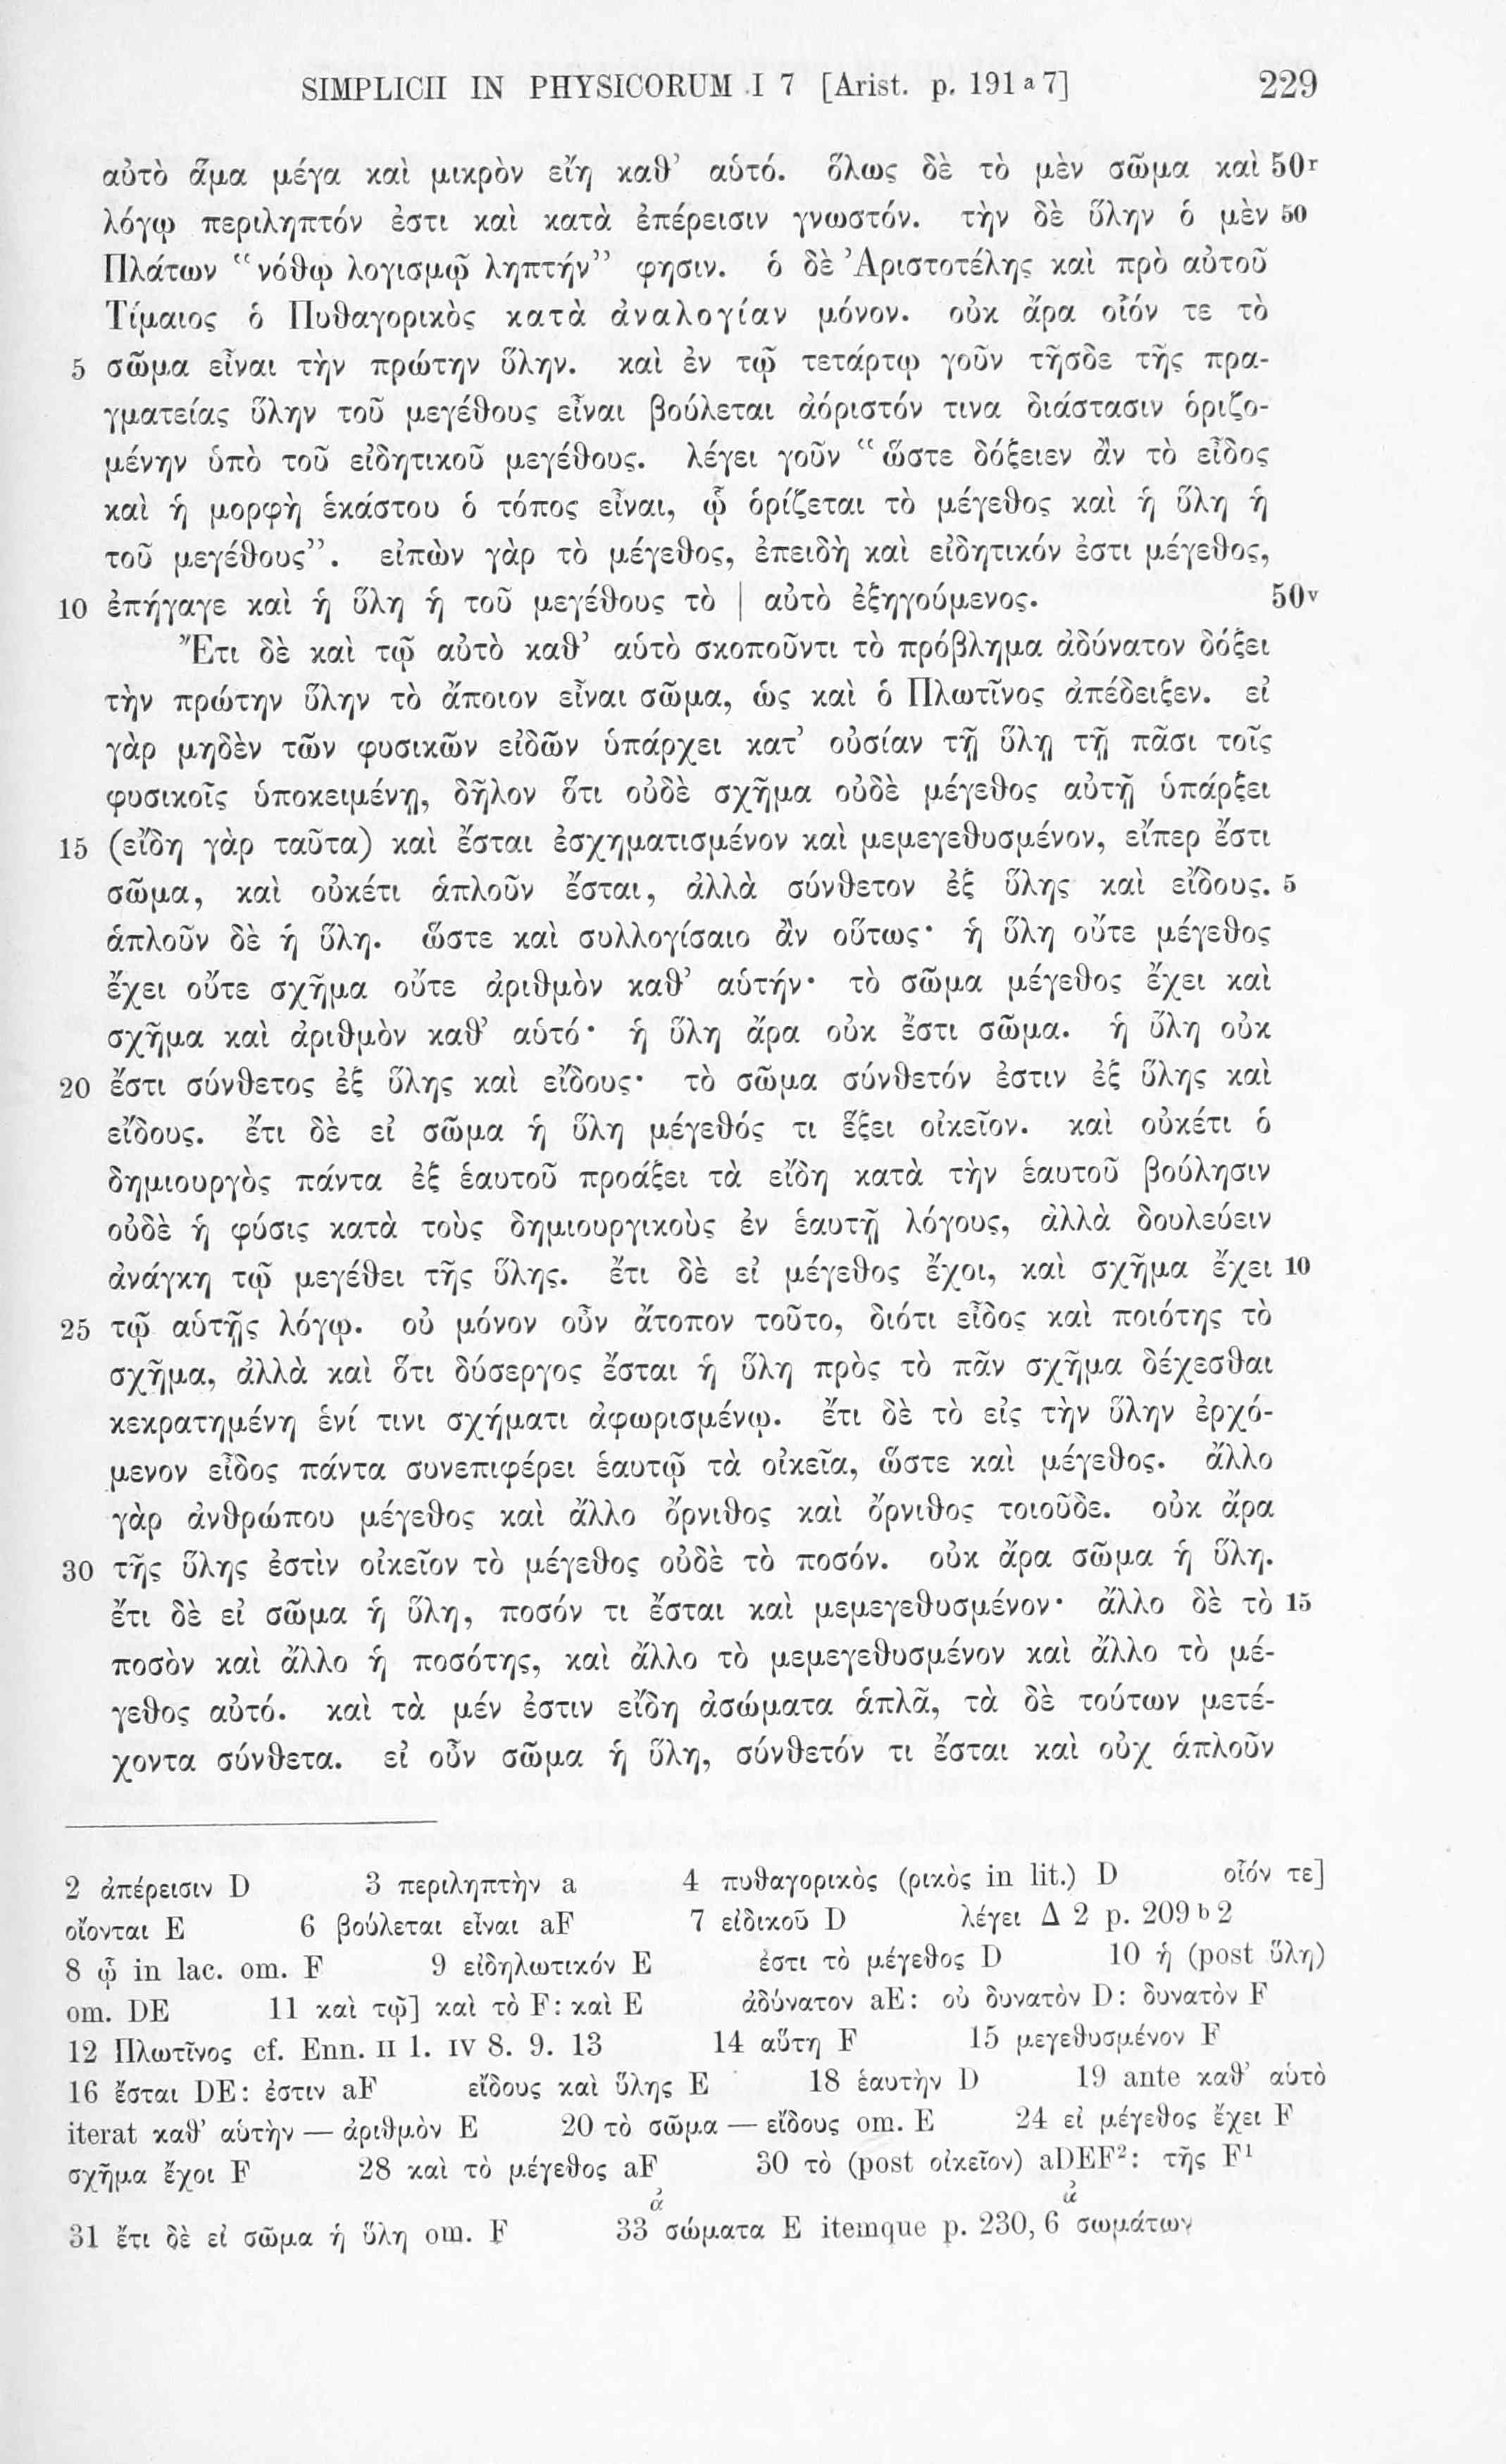 SIMPLICII IN PHYSICORUM I 7 [Arist. p. 191 a 7] 229
αὐτὸ ἅμα μέγα καὶ μικρὸν εἴη καθ’ αὑτό. ὅλως δὲ τὸ μὲν σῶμα καὶ 50r
λόγῳ περιληπτόν ἐστι καὶ κατὰ ἐπέρεισιν γνωστόν. τὴν δὲ ὕλην ὁ μὲν 50
Πλάτων “νόθῳ λογισμῷ ληπτήν” φησιν. ὁ δὲ Ἀριστοτέλης καὶ πρὸ αὐτοῦ
Τίμαιος ὁ Πυθαγορικὸς κατὰ ἀναλογίαν μόνον. οὐκ ἄρα οἷόν τε τὸ
5 σῶμα εἶναι τὴν πρώτην ὕλην. καὶ ἐν τῷ τετάρτῳ γοῦν τῆσδε τῆς πρα-
γματείας ὕλην τοῦ μεγέθους εἶναι βούλεται ἀόριστόν τινα διάστασιν ὁριζο-
μένην ὑπὸ τοῦ εἰδητικοῦ μεγέθους. λέγει γοῦν “ὥστε δόξειεν ἂν τὸ εἶδος
καὶ ἡ μορφὴ ἑκάστου ὁ τόπος εἶναι, ᾧ ὁρίζεται τὸ μέγεθος καὶ ἡ ὕλη ἡ
τοῦ μεγέθους”. εἰπὼν γὰρ τὸ μέγεθος, ἐπειδὴ καὶ εἰδητικόν ἐστι μέγεθος,
10 ἐπήγαγε καὶ ἡ ὕλη ἡ τοῦ μεγέθους τὸ | αὐτὸ ἐξηγούμενος. 50v
Ἔτι δὲ καὶ τῷ αὐτὸ καθ’ αὑτὸ σκοποῦντι τὸ πρόβλημα ἀδύνατον δόξει
τὴν πρώτην ὕλην τὸ ἄποιον εἶναι σῶμα, ὡς καὶ ὁ Πλωτῖνος ἀπέδειξεν. εἰ
γὰρ μηδὲν τῶν φυσικῶν εἰδῶν ὑπάρχει κατ’ οὐσίαν τῇ ὕλῃ τῇ πᾶσι τοῖς
φυσικοῖς ὑποκειμένῃ, δῆλον ὅτι οὐδὲ σχῆμα οὐδὲ μέγεθος αὐτῇ ὑπάρξει
15 (εἴδη γὰρ ταῦτα) καὶ ἔσται ἐσχηματισμένον καὶ μεμεγεθυσμένον, εἴπερ ἔστι
σῶμα, καὶ οὐκέτι ἁπλοῦν ἔσται, ἀλλὰ σύνθετον ἐξ ὕλης καὶ εἴδους. 5
ἁπλοῦν δὲ ἡ ὕλη. ὥστε καὶ συλλογίσαιο ἂν οὕτως· ἡ ὕλη οὔτε μέγεθος
ἔχει οὔτε σχῆμα οὔτε ἀριθμὸν καθ’ αὑτήν· τὸ σῶμα μέγεθος ἔχει καὶ
σχῆμα καὶ ἀριθμὸν καθ’ αὑτό· ἡ ὕλη ἄρα οὐκ ἔστι σῶμα. ἡ ὕλη οὐκ
20 ἔστι σύνθετος ἐξ ὕλης καὶ εἴδους· τὸ σῶμα σύνθετόν ἐστιν ἐξ ὕλης καὶ
εἴδους. ἔτι δὲ εἰ σῶμα ἡ ὕλη μέγεθός τι ἕξει οἰκεῖον. καὶ οὐκέτι ὁ
δημιουργὸς πάντα ἐξ ἑαυτοῦ προάξει τὰ εἴδη κατὰ τὴν ἑαυτοῦ βούλησιν
οὐδὲ ἡ φύσις κατὰ τοὺς δημιουργικοὺς ἐν ἑαυτῇ λόγους, ἀλλὰ δουλεύειν
ἀνάγκη τῷ μεγέθει τῆς ὕλης. ἔτι δὲ εἰ μέγεθος ἔχοι, καὶ σχῆμα ἔχει 10
25 τῷ αὑτῆς λόγῳ. οὐ μόνον οὖν ἄτοπον τοῦτο, διότι εἶδος καὶ ποιότης τὸ
σχῆμα, ἀλλὰ καὶ ὅτι δύσεργος ἔσται ἡ ὕλη πρὸς τὸ πᾶν σχῆμα δέχεσθαι
κεκρατημένη ἑνί τινι σχήματι ἀφωρισμένῳ. ἔτι δὲ τὸ εἰς τὴν ὕλην ἐρχό-
μενον εἶδος πάντα συνεπιφέρει ἑαυτῷ τὰ οἰκεῖα, ὥστε καὶ μέγεθος. ἄλλο
γὰρ ἀνθρώπου μέγεθος καὶ ἄλλο ὄρνιθος καὶ ὄρνιθος τοιοῦδε. οὐκ ἄρα
30 τῆς ὕλης ἐστὶν οἰκεῖον τὸ μέγεθος οὐδὲ τὸ ποσόν. οὐκ ἄρα σῶμα ἡ ὕλη.
ἔτι δὲ εἰ σῶμα ἡ ὕλη, ποσόν τι ἔσται καὶ μεμεγεθυσμένον· ἄλλο δὲ τὸ 15
ποσὸν καὶ ἄλλο ἡ ποσότης, καὶ ἄλλο τὸ μεμεγεθυσμένον καὶ ἄλλο τὸ μέ-
γεθος αὐτό. καὶ τὰ μέν ἐστιν εἴδη ἀσώματα ἁπλᾶ, τὰ δὲ τούτων μετέ-
χοντα σύνθετα. εἰ οὖν σῶμα ἡ ὕλη, σύνθετόν τι ἔσται καὶ οὐχ ἁπλοῦν
2 ἀπέρεισιν D 3 περιληπτὴν a 4 πυθαγορικὸς (ρικὸς in lit.) D οἷόν τε]
οἴονται E 6 βούλεται εἶναι aF 7 εἰδικοῦ D λέγει Δ 2 p. 209 b 2
8 ᾧ in lac. om. F 9 εἰδηλωτικόν E ἐστι τὸ μέγεθος D 10 ἡ (post ὕλη)
om. DE 11 καὶ τῷ] καὶ τὸ F: καὶ E ἀδύνατον aE: οὐ δυνατὸν D: δυνατὸν F
12 Πλωτῖνος cf. Enn. II l. IV 8. 9. 13 14 αὕτη F 15 μεγεθυσμένον F
16 ἔσται DE: ἐστιν aF εἴδους καὶ ὕλης E 18 ἑαυτὴν D 19 ante καθ’ αὑτὸ
iterat καθ’ αὑτὴν — ἀριθμὸν E 20 τὸ σῶμα — εἴδους om. E 24 εἰ μέγεθος ἔχει F
σχῆμα ἔχοι F 28 καὶ τὸ μέγεθος aF 30 τὸ (post οἰκεῖον) aDEF²: τῆς F¹
31 ἔτι δὲ εἰ σῶμα ἡ ὕλη om. F 33 ἀσώματα E itemque p. 230, 6 ἀσωμάτων